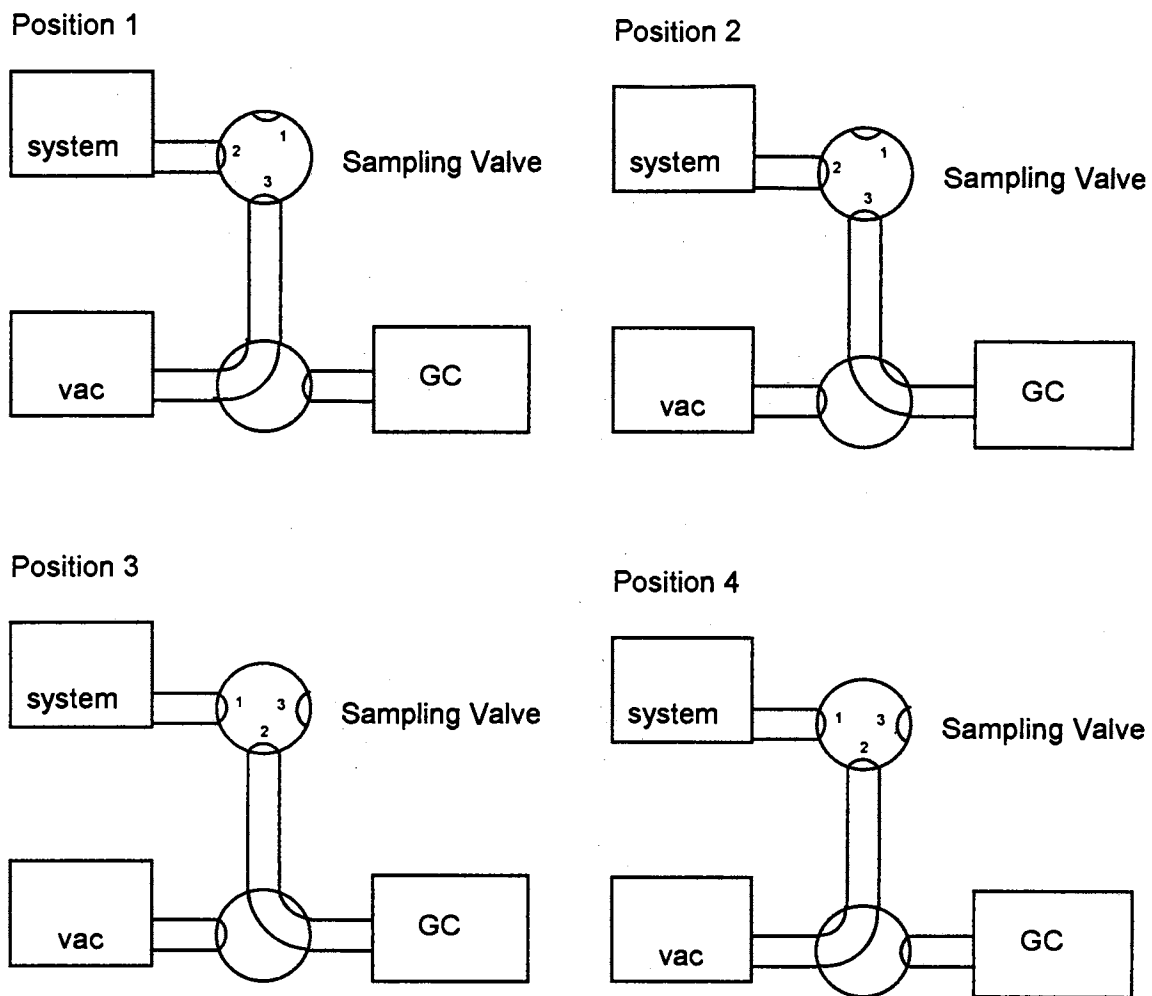 Position 1
system
2
1
3
Sampling Valve
vac
GC
Position 2
system
2
1
3
Sampling Valve
vac
GC
Position 3
system
1
3
2
Sampling Valve
vac
GC
Position 4
system
1
3
2
Sampling Valve
vac
GC